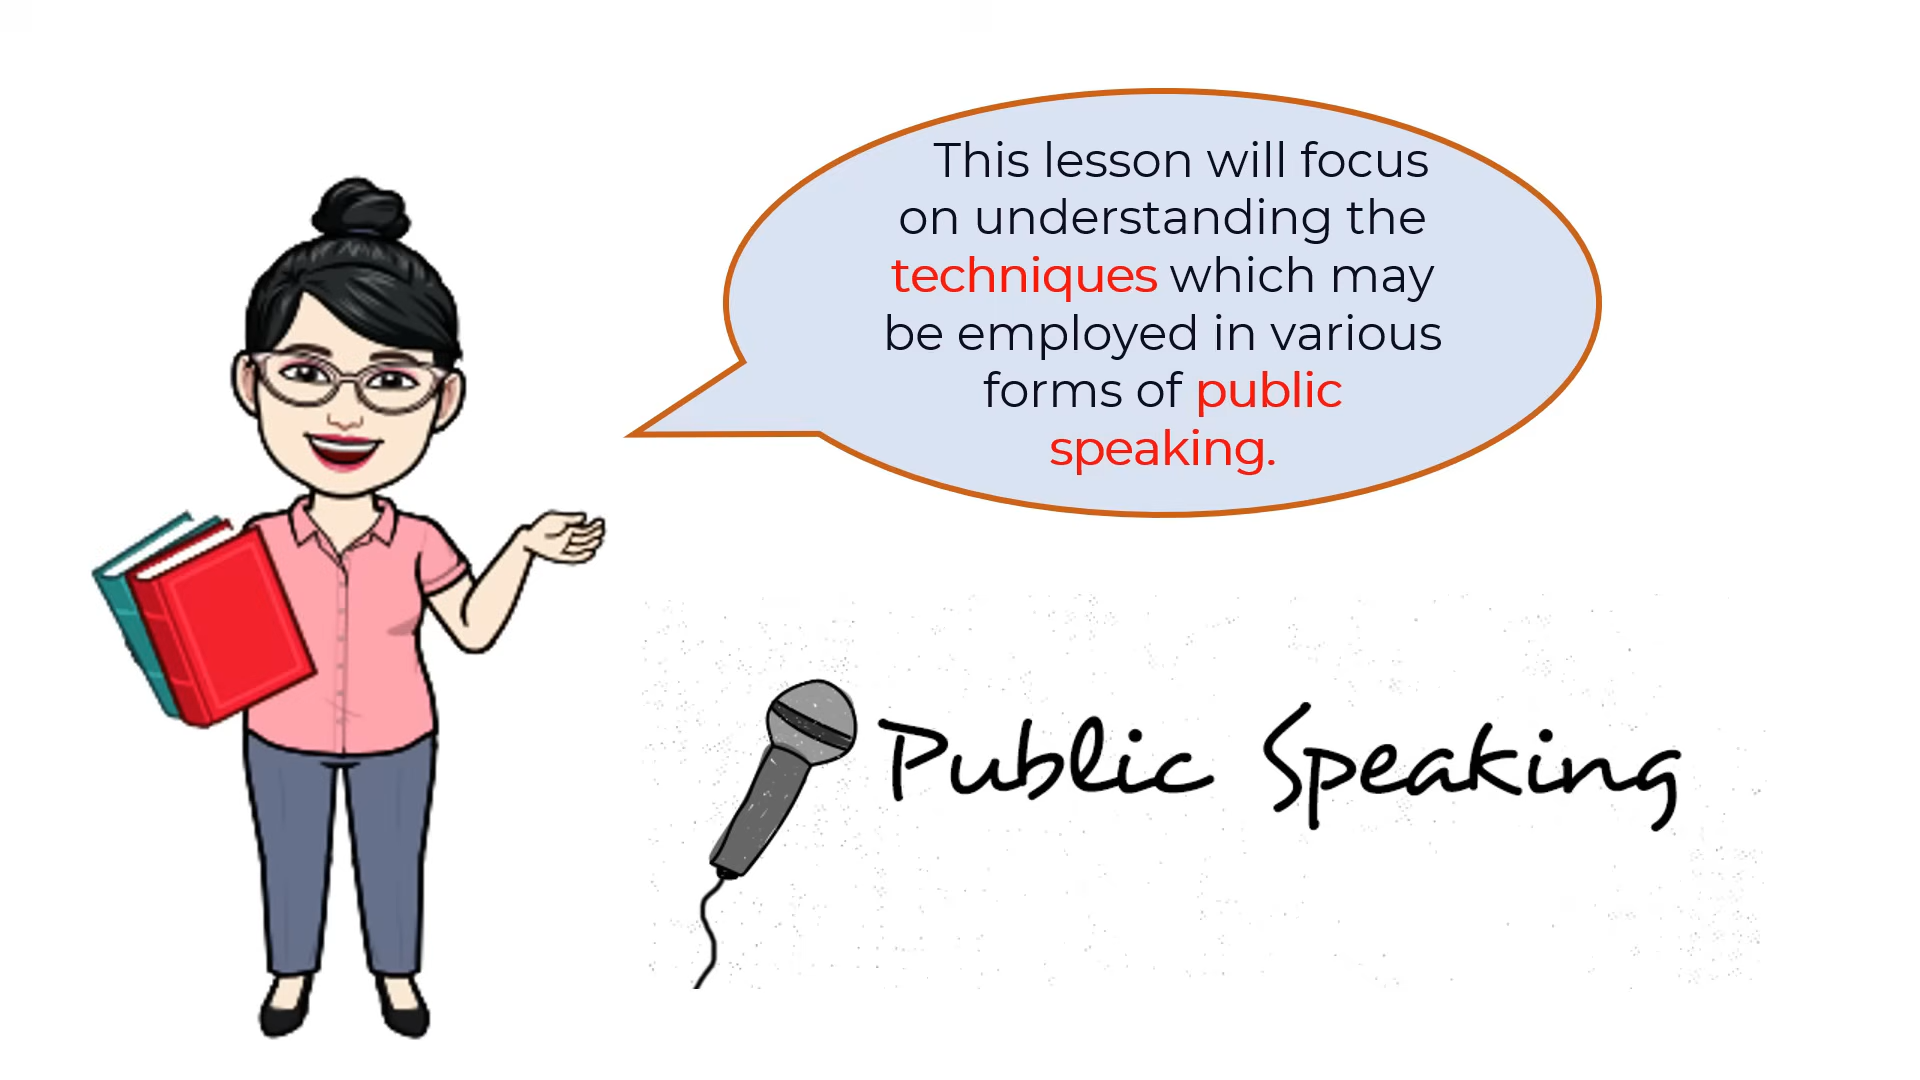 This lesson will focus
on understanding the
techniques which may
be employed in various
forms of public
speaking.
Public Speaking